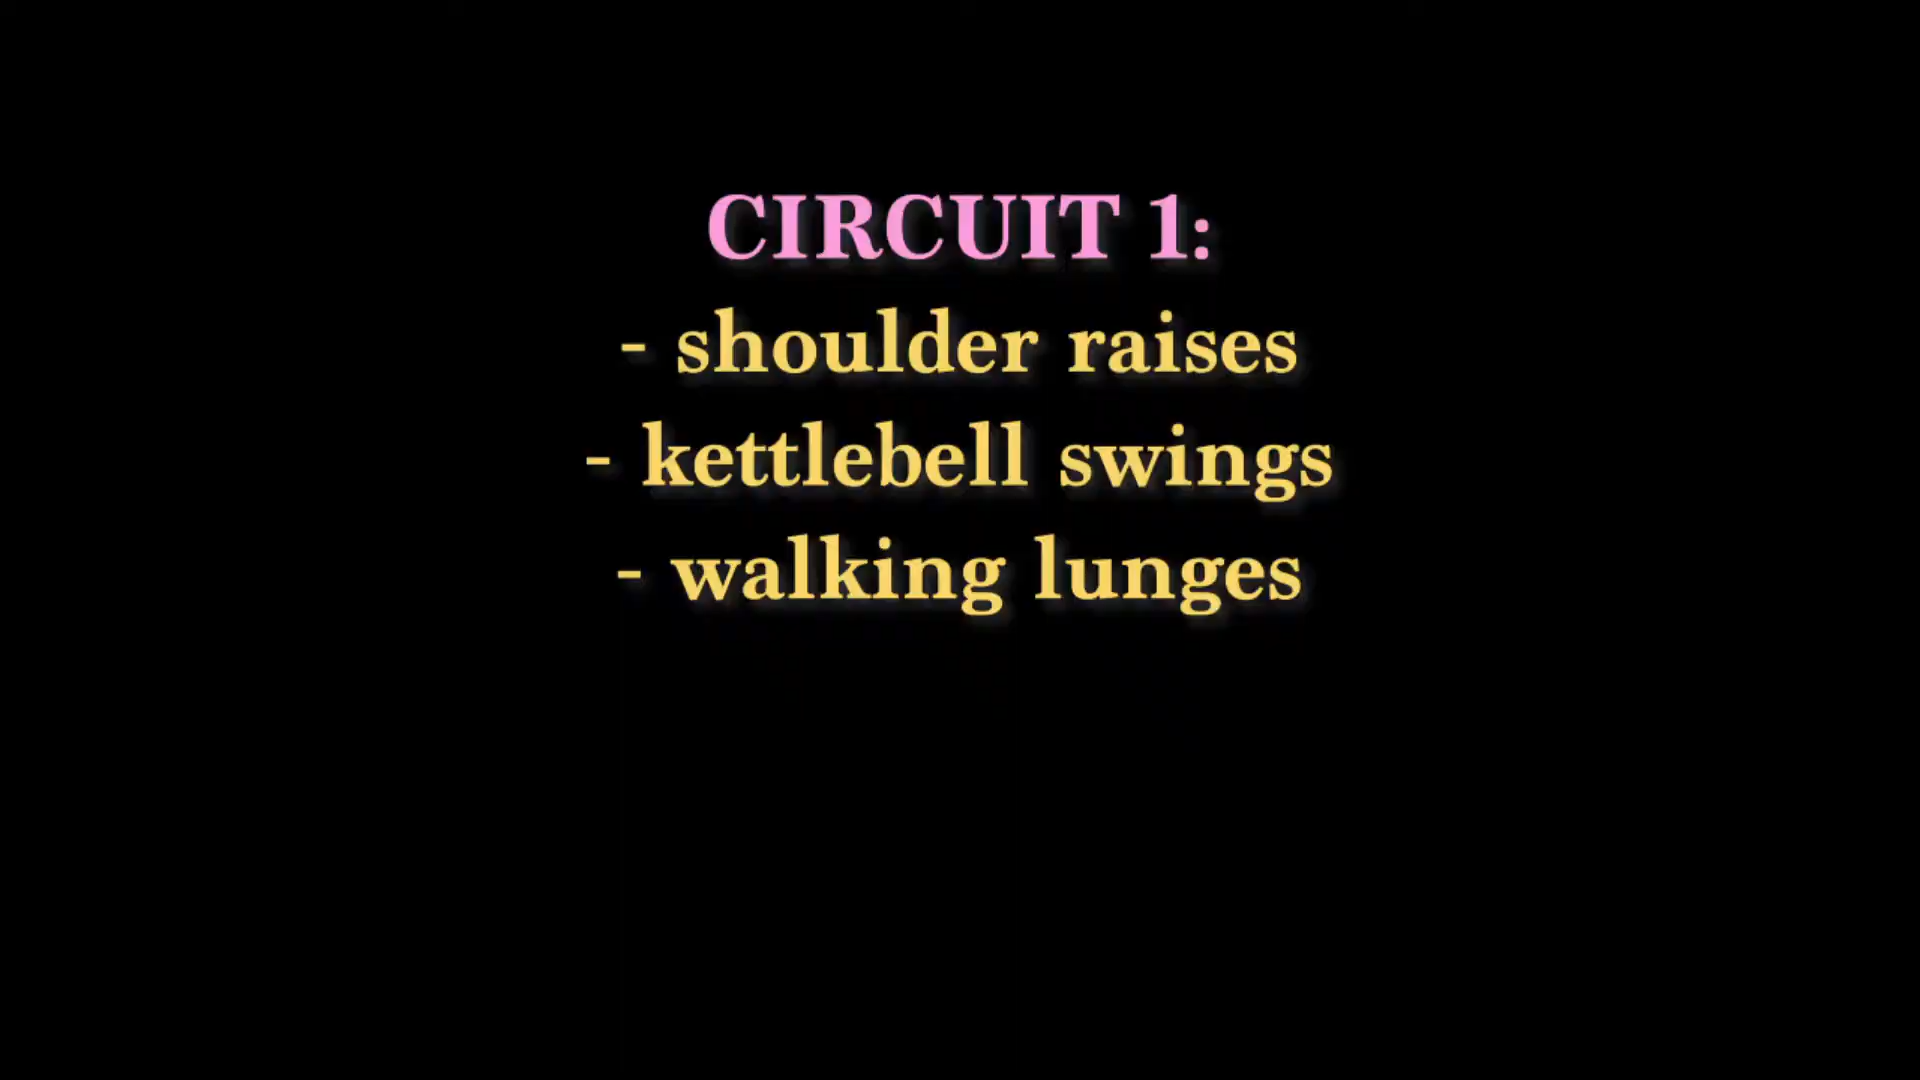 CIRCUIT 1:
- shoulder raises
- kettlebell swings
- walking lunges